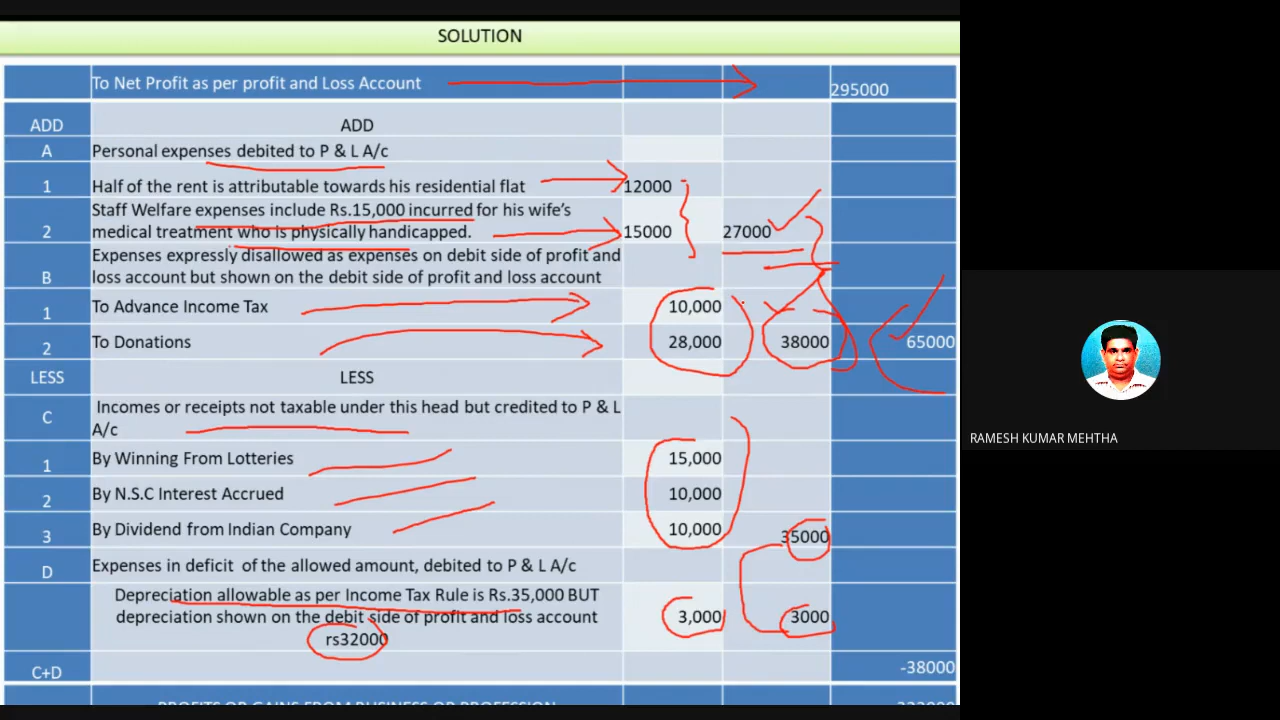 SOLUTION
To Net Profit as per profit and Loss Account 295000
ADD ADD
A Personal expenses debited to P & L A/c
1 Half of the rent is attributable towards his residential flat 12000
2 Staff Welfare expenses include Rs.15,000 incurred for his wife's
medical treatment who is physically handicapped. 15000 27000
B Expenses expressly disallowed as expenses on debit side of profit and
loss account but shown on the debit side of profit and loss account
1 To Advance Income Tax 10,000
2 To Donations 28,000 38000 65000
LESS LESS
C Incomes or receipts not taxable under this head but credited to P & L
A/c
1 By Winning From Lotteries 15,000
2 By N.S.C Interest Accrued 10,000
3 By Dividend from Indian Company 10,000 35000
D Expenses in deficit of the allowed amount, debited to P & L A/c
Depreciation allowable as per Income Tax Rule is Rs.35,000 BUT
depreciation shown on the debit side of profit and loss account 3,000 3000
rs32000
C+D -38000
PROFITS OR GAINS FROM BUSINESS OR PROFESSION
RAMESH KUMAR MEHTHA